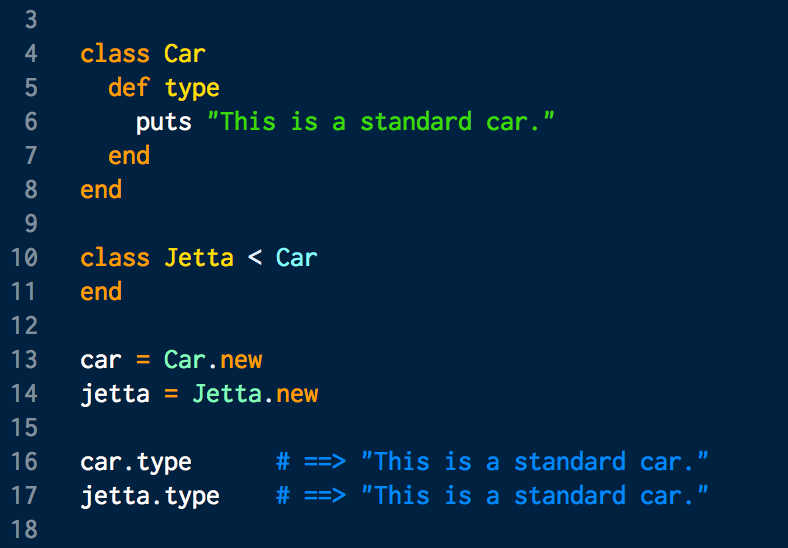 3
4 class Car
5   def type
6     puts "This is a standard car."
7   end
8 end
9
10 class Jetta < Car
11 end
12
13 car = Car.new
14 jetta = Jetta.new
15
16 car.type      # ==> "This is a standard car."
17 jetta.type    # ==> "This is a standard car."
18